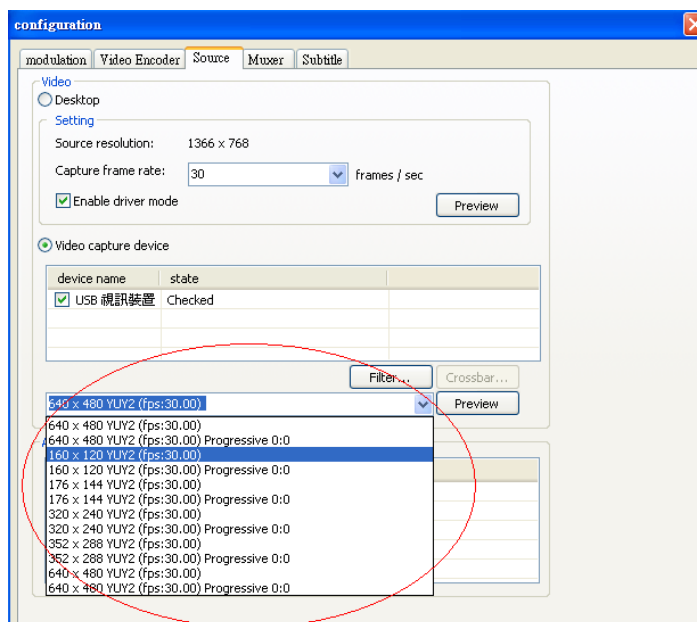 configuration
modulation Video Encoder Source Muxer Subtitle
Video
Desktop
Setting
Source resolution: 1366 x 768
Capture frame rate: 30 frames / sec
Enable driver mode
Preview
Video capture device
device name state
USB 視訊裝置 Checked
Filter... Crossbar...
640 x 480 YUY2 (fps:30.00) Preview
640 x 480 YUY2 (fps:30.00)
640 x 480 YUY2 (fps:30.00) Progressive 0:0
160 x 120 YUY2 (fps:30.00)
160 x 120 YUY2 (fps:30.00) Progressive 0:0
176 x 144 YUY2 (fps:30.00)
176 x 144 YUY2 (fps:30.00) Progressive 0:0
320 x 240 YUY2 (fps:30.00)
320 x 240 YUY2 (fps:30.00) Progressive 0:0
352 x 288 YUY2 (fps:30.00)
352 x 288 YUY2 (fps:30.00) Progressive 0:0
640 x 480 YUY2 (fps:30.00)
640 x 480 YUY2 (fps:30.00) Progressive 0:0